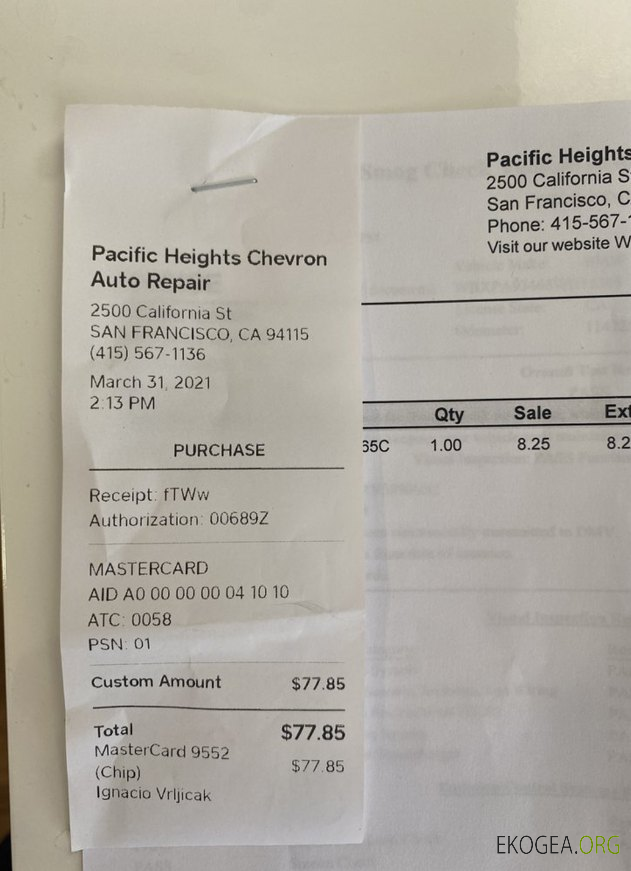 Pacific Heights Chevron
Auto Repair
2500 California St
SAN FRANCISCO, CA 94115
(415) 567-1136
March 31, 2021
2:13 PM
PURCHASE
Receipt: fTWw
Authorization: 00689Z
MASTERCARD
AID A0 00 00 00 04 10 10
ATC: 0058
PSN: 01
Custom Amount $77.85
Total $77.85
MasterCard 9552
(Chip) $77.85
Ignacio Vrljicak
Pacific Heights
2500 California S
San Francisco, C
Phone: 415-567-1
Visit our website W
Qty Sale Ext
65C 1.00 8.25 8.2
EKOGEA.ORG